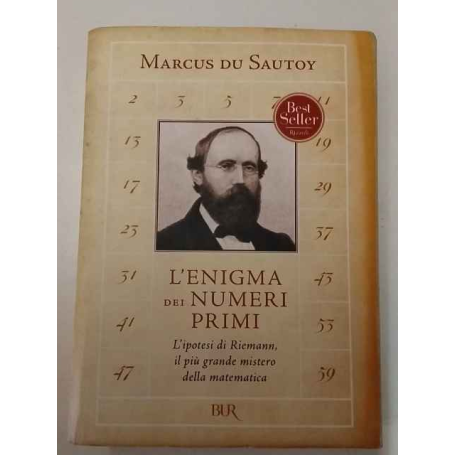 MARCUS DU SAUTOY
2 3 5 7 11
Best
Seller
Rizzoli
13 19
17 29
23 37
L'ENIGMA
DEI NUMERI
PRIMI
31 43
41 53
L'ipotesi di Riemann,
il più grande mistero
della matematica
47 59
BUR